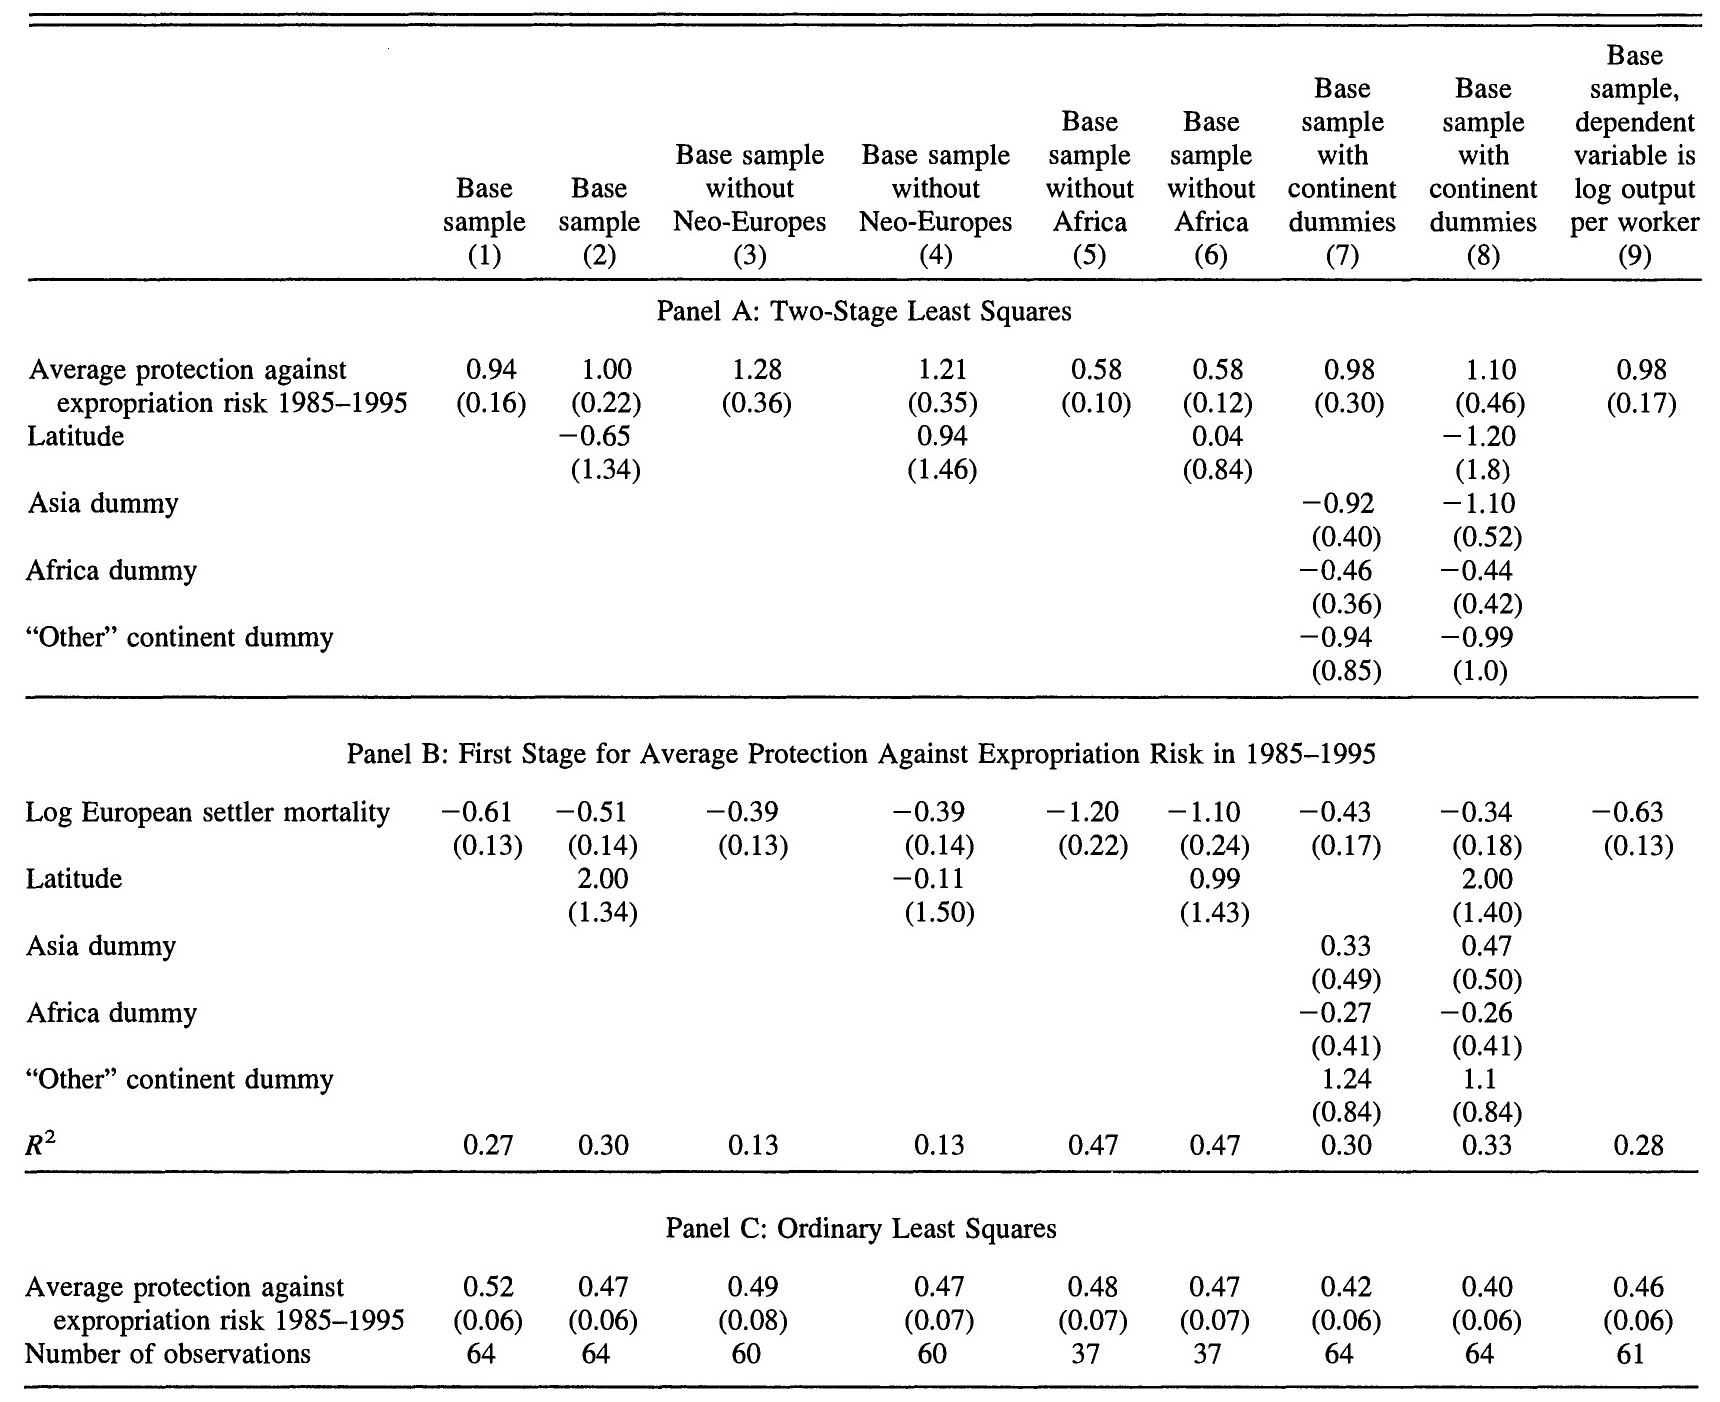 Base
Base Base sample,
Base Base sample sample dependent
Base sample Base sample sample sample with with variable is
Base Base without without without without continent continent log output
sample sample Neo-Europes Neo-Europes Africa Africa dummies dummies per worker
(1) (2) (3) (4) (5) (6) (7) (8) (9)
Panel A: Two-Stage Least Squares
Average protection against 0.94 1.00 1.28 1.21 0.58 0.58 0.98 1.10 0.98
expropriation risk 1985–1995 (0.16) (0.22) (0.36) (0.35) (0.10) (0.12) (0.30) (0.46) (0.17)
Latitude −0.65 0.94 0.04 −1.20
(1.34) (1.46) (0.84) (1.8)
Asia dummy −0.92 −1.10
(0.40) (0.52)
Africa dummy −0.46 −0.44
(0.36) (0.42)
“Other” continent dummy −0.94 −0.99
(0.85) (1.0)
Panel B: First Stage for Average Protection Against Expropriation Risk in 1985–1995
Log European settler mortality −0.61 −0.51 −0.39 −0.39 −1.20 −1.10 −0.43 −0.34 −0.63
(0.13) (0.14) (0.13) (0.14) (0.22) (0.24) (0.17) (0.18) (0.13)
Latitude 2.00 −0.11 0.99 2.00
(1.34) (1.50) (1.43) (1.40)
Asia dummy 0.33 0.47
(0.49) (0.50)
Africa dummy −0.27 −0.26
(0.41) (0.41)
“Other” continent dummy 1.24 1.1
(0.84) (0.84)
R² 0.27 0.30 0.13 0.13 0.47 0.47 0.30 0.33 0.28
Panel C: Ordinary Least Squares
Average protection against 0.52 0.47 0.49 0.47 0.48 0.47 0.42 0.40 0.46
expropriation risk 1985–1995 (0.06) (0.06) (0.08) (0.07) (0.07) (0.07) (0.06) (0.06) (0.06)
Number of observations 64 64 60 60 37 37 64 64 61